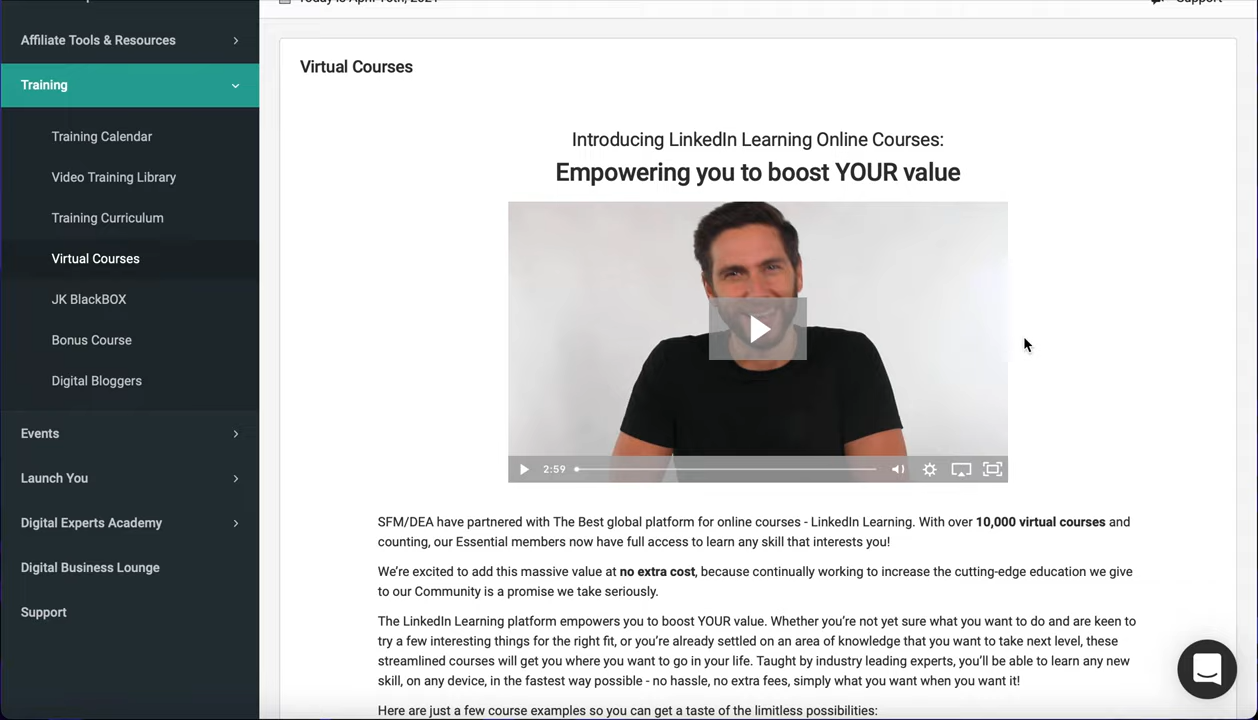 Affiliate Tools & Resources
Training
Training Calendar
Video Training Library
Training Curriculum
Virtual Courses
JK BlackBOX
Bonus Course
Digital Bloggers
Events
Launch You
Digital Experts Academy
Digital Business Lounge
Support
Today is April 10th, 2021
Support
Virtual Courses
Introducing LinkedIn Learning Online Courses:
Empowering you to boost YOUR value
2:59
SFM/DEA have partnered with The Best global platform for online courses - LinkedIn Learning. With over 10,000 virtual courses and
counting, our Essential members now have full access to learn any skill that interests you!
We're excited to add this massive value at no extra cost, because continually working to increase the cutting-edge education we give
to our Community is a promise we take seriously.
The LinkedIn Learning platform empowers you to boost YOUR value. Whether you're not yet sure what you want to do and are keen to
try a few interesting things for the right fit, or you're already settled on an area of knowledge that you want to take next level, these
streamlined courses will get you where you want to go in your life. Taught by industry leading experts, you'll be able to learn any new
skill, on any device, in the fastest way possible - no hassle, no extra fees, simply what you want when you want it!
Here are just a few course examples so you can get a taste of the limitless possibilities: